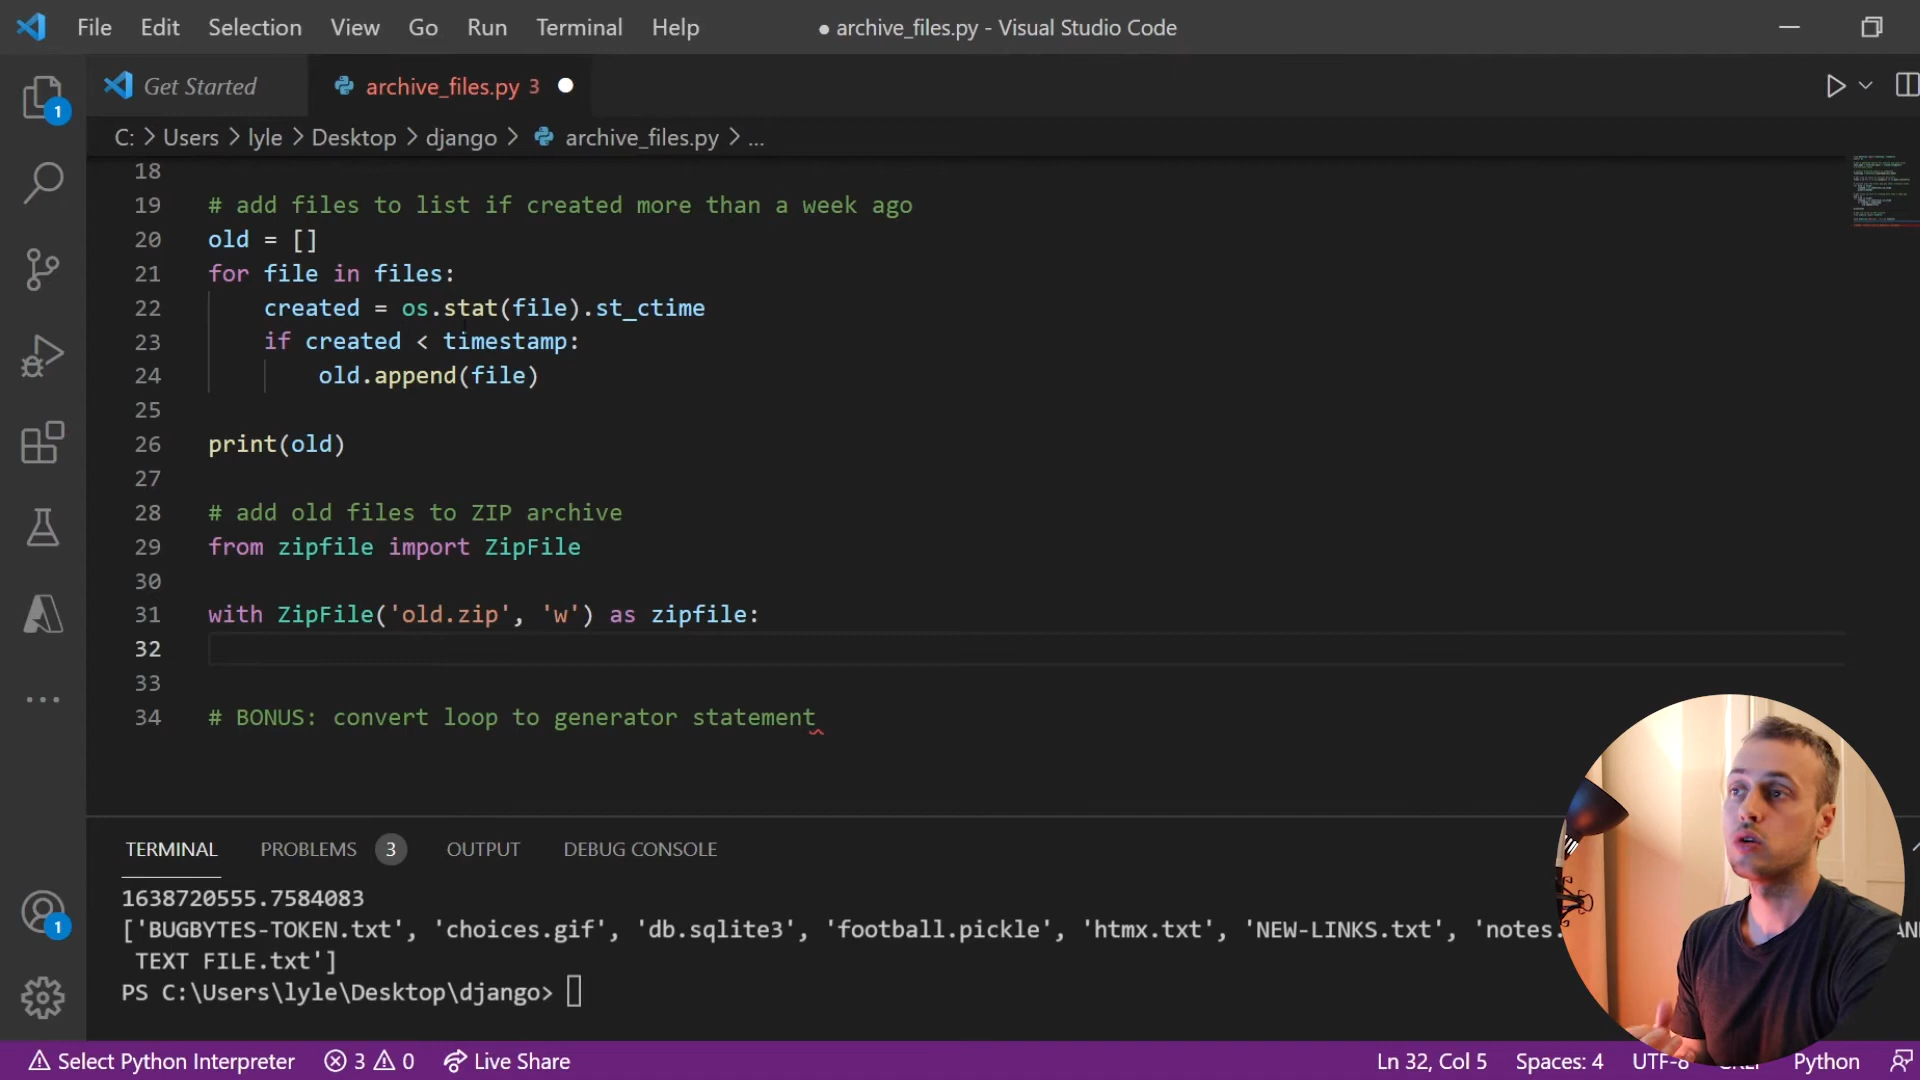 File Edit Selection View Go Run Terminal Help ● archive_files.py - Visual Studio Code
Get Started archive_files.py 3
1
C: > Users > lyle > Desktop > django > archive_files.py > ...
18
19 # add files to list if created more than a week ago
20 old = []
21 for file in files:
22 created = os.stat(file).st_ctime
23 if created < timestamp:
24 old.append(file)
25
26 print(old)
27
28 # add old files to ZIP archive
29 from zipfile import ZipFile
30
31 with ZipFile('old.zip', 'w') as zipfile:
32
33
34 # BONUS: convert loop to generator statement
TERMINAL PROBLEMS 3 OUTPUT DEBUG CONSOLE
1638720555.7584083
['BUGBYTES-TOKEN.txt', 'choices.gif', 'db.sqlite3', 'football.pickle', 'htmx.txt', 'NEW-LINKS.txt', 'notes.
TEXT FILE.txt']
PS C:\Users\lyle\Desktop\django>
1
Select Python Interpreter 3 0 Live Share Ln 32, Col 5 Spaces: 4 UTF-8 Python